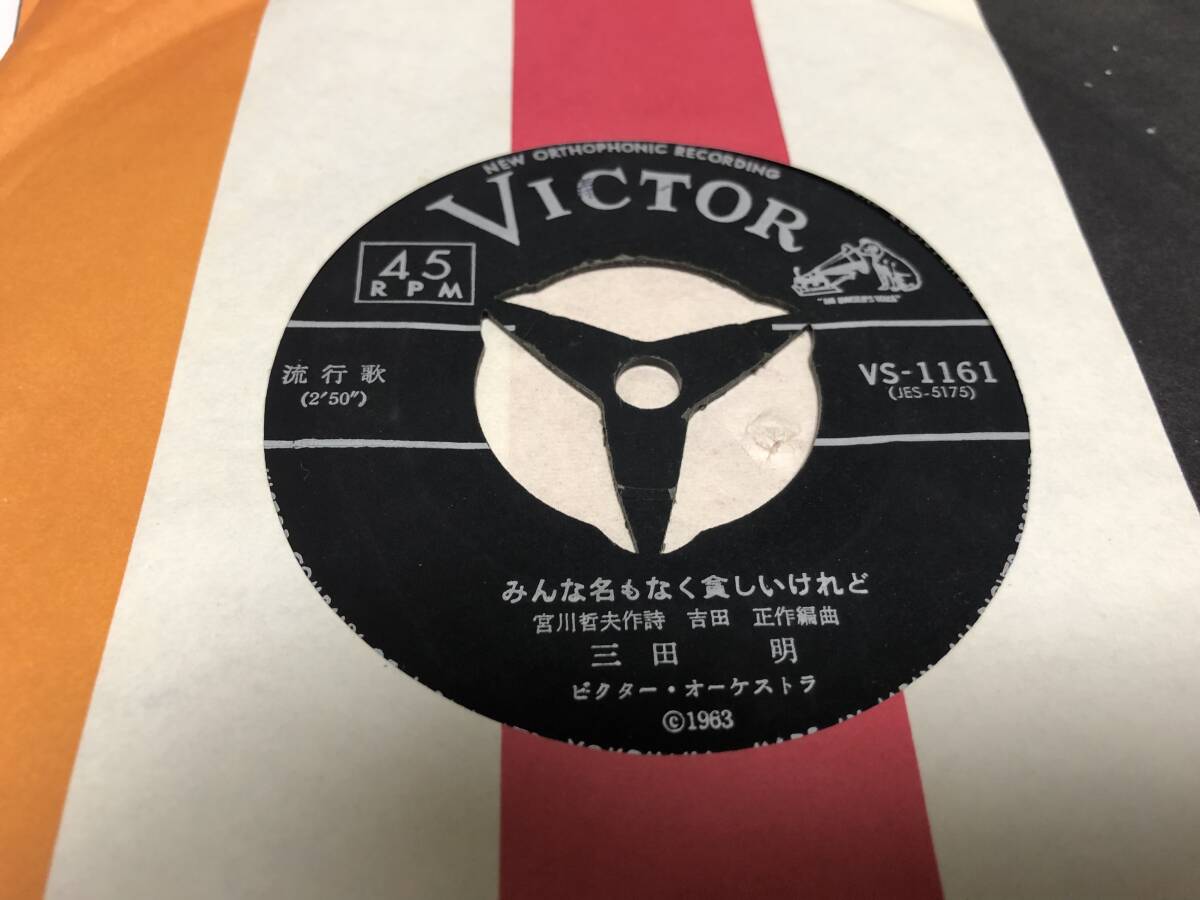 NEW ORTHOPHONIC RECORDING
VICTOR
45
RPM
"HIS MASTER'S VOICE"
流行歌
(2'50")
VS-1161
(JES-5175)
みんな名もなく貧しいけれど
宮川哲夫作詩 吉田 正作編曲
三田 明
ビクター・オーケストラ
©1963